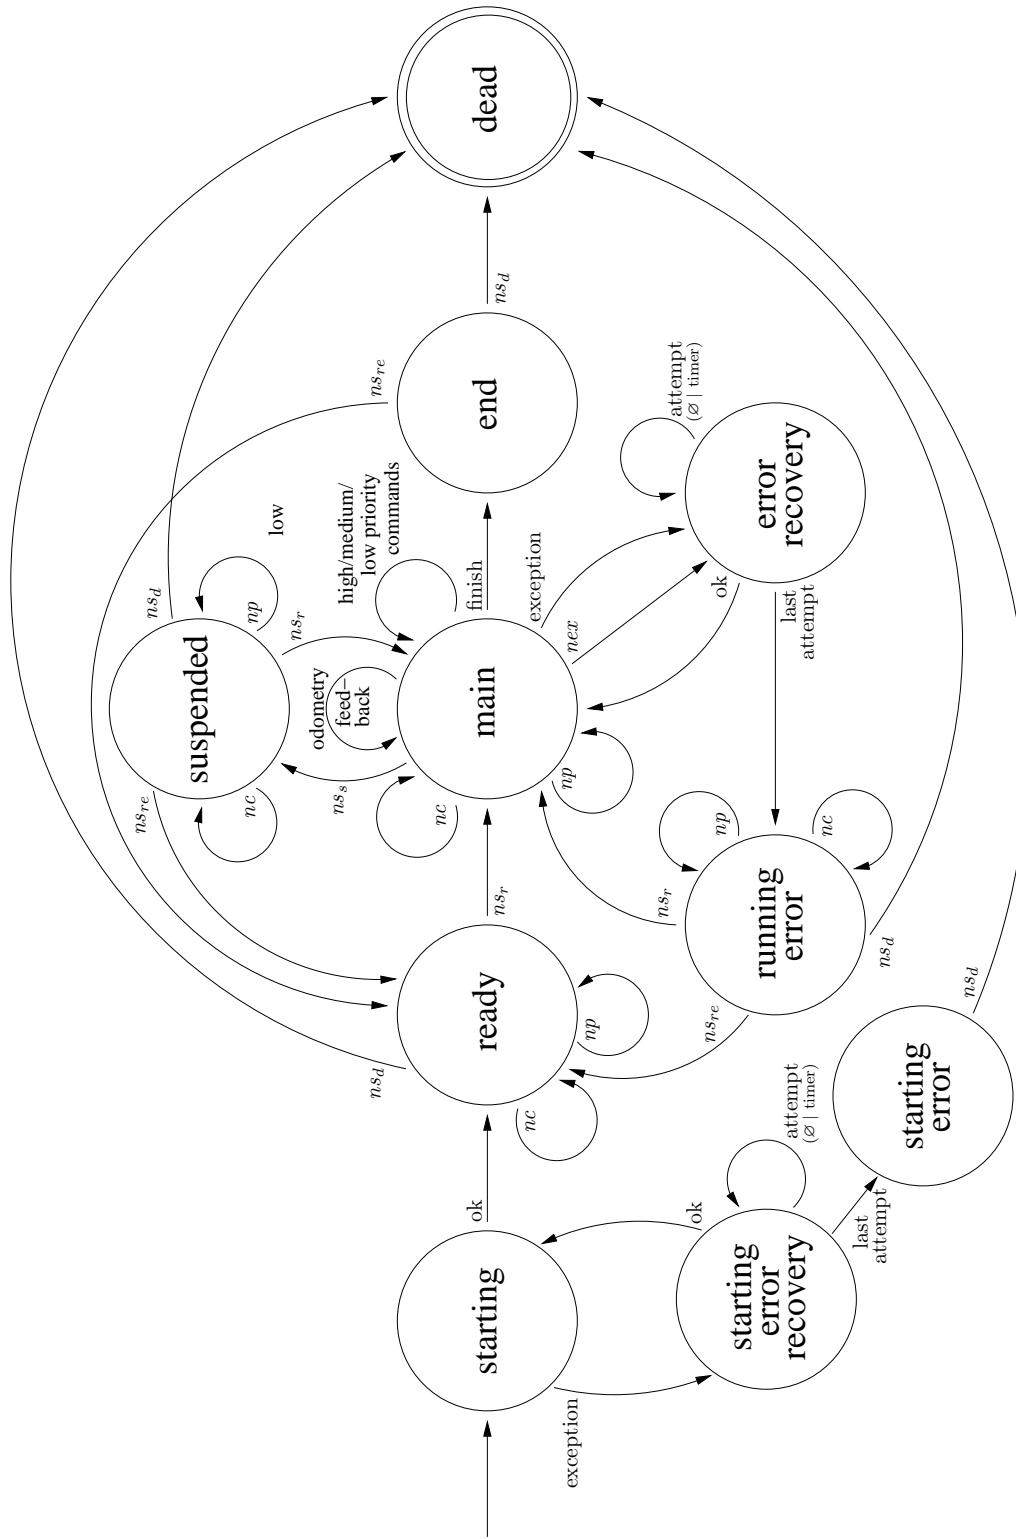 ns_re
ns_d
suspended
nc
np
low
ns_r
odometry
feed–
back
ns_s
high/medium/
low priority
commands
ns_d
ns_re
nc
starting
ok
ready
ns_r
main
finish
end
ns_d
dead
nc
np
np
exception
nex
exception
ns_r
ok
attempt
(∅ | timer)
ok
ns_re
np
nc
running
error
last
attempt
error
recovery
starting
error
recovery
attempt
(∅ | timer)
last
attempt
ns_d
starting
error
ns_d